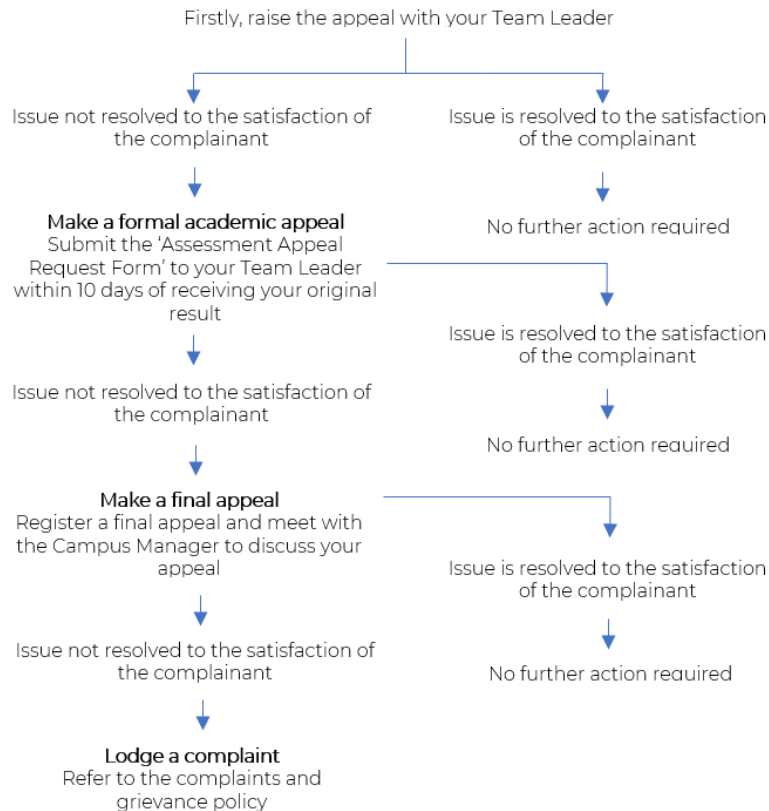 Firstly, raise the appeal with your Team Leader
Issue not resolved to the satisfaction of
the complainant
Issue is resolved to the satisfaction
of the complainant
Make a formal academic appeal
Submit the ‘Assessment Appeal
Request Form’ to your Team Leader
within 10 days of receiving your original
result
No further action required
Issue is resolved to the satisfaction
of the complainant
Issue not resolved to the satisfaction of
the complainant
No further action required
Make a final appeal
Register a final appeal and meet with
the Campus Manager to discuss your
appeal
Issue is resolved to the satisfaction
of the complainant
Issue not resolved to the satisfaction of
the complainant
No further action required
Lodge a complaint
Refer to the complaints and
grievance policy